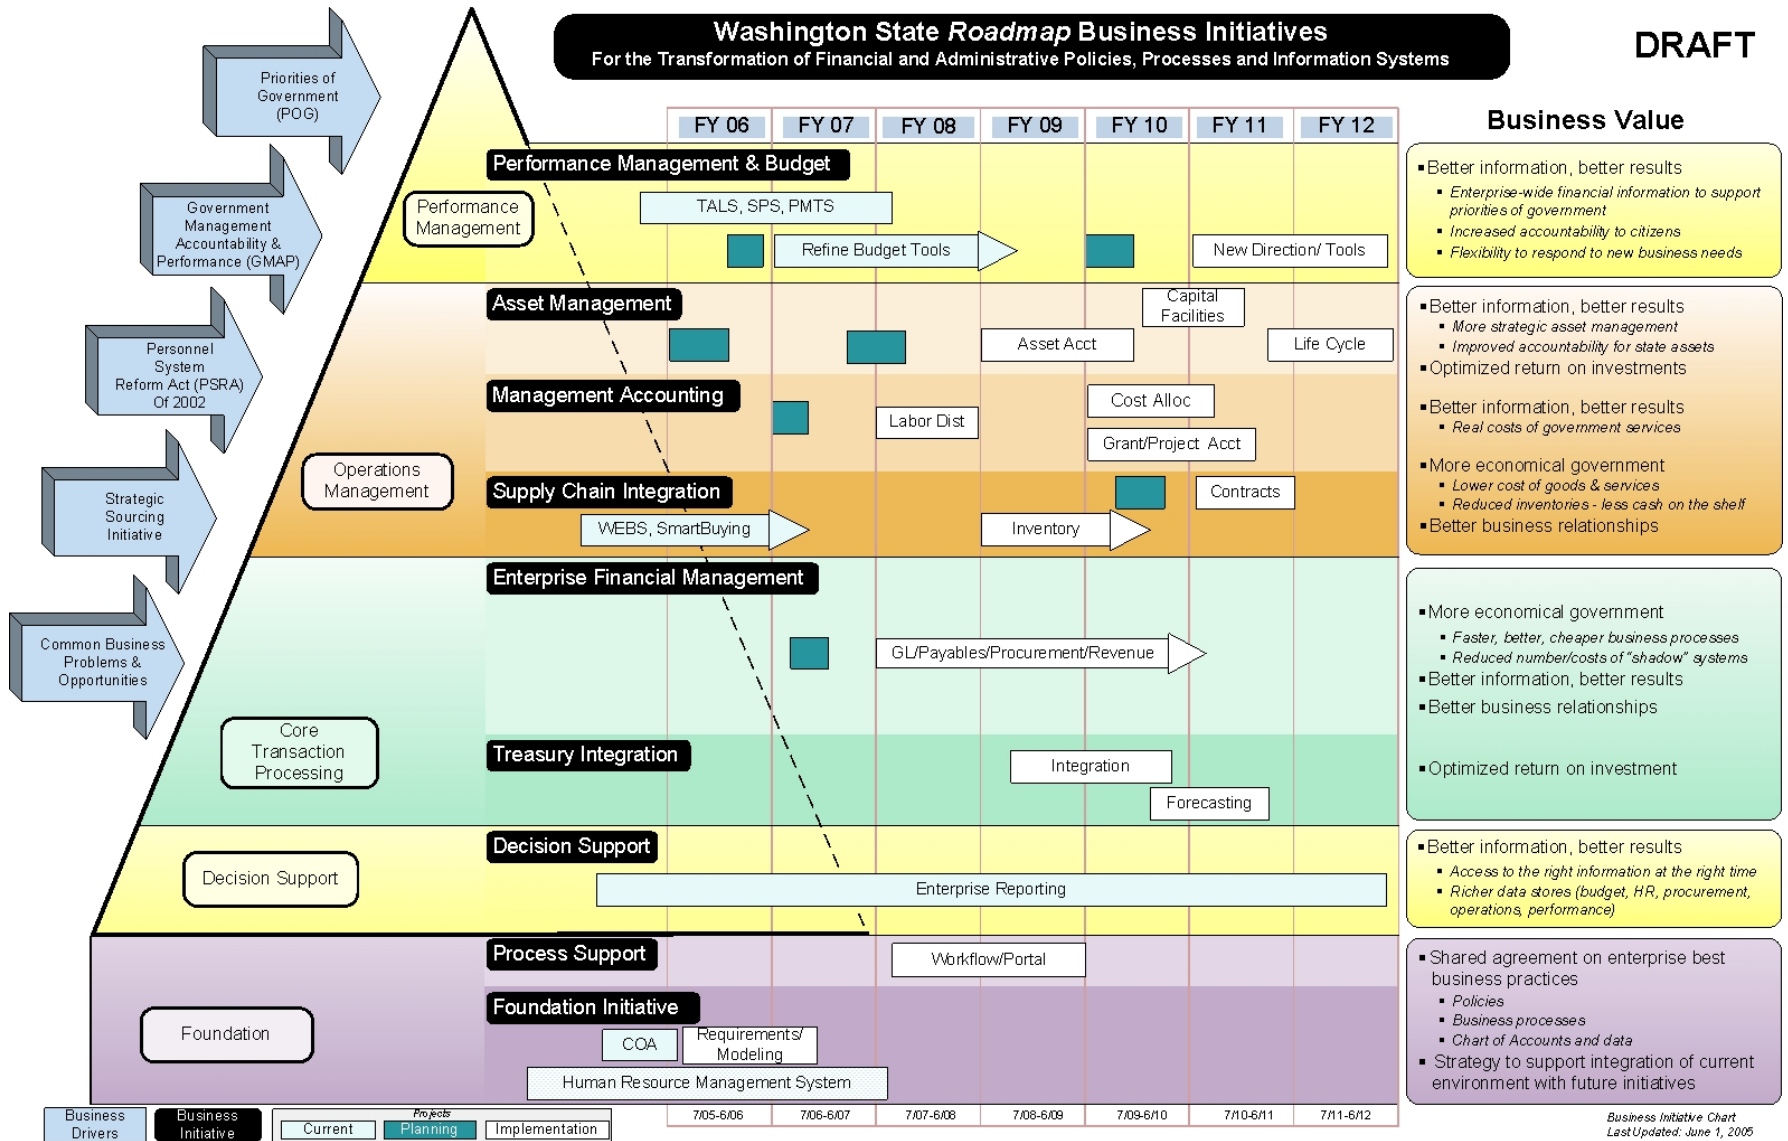 Washington State Roadmap Business Initiatives
For the Transformation of Financial and Administrative Policies, Processes and Information Systems
DRAFT
Priorities of
Government
(POG)
Government
Management
Accountability &
Performance (GMAP)
Personnel
System
Reform Act (PSRA)
Of 2002
Strategic
Sourcing
Initiative
Common Business
Problems &
Opportunities
FY 06
FY 07
FY 08
FY 09
FY 10
FY 11
FY 12
Business Value
Performance
Management
Performance Management & Budget
TALS, SPS, PMTS
Refine Budget Tools
New Direction/ Tools
▪ Better information, better results
▪ Enterprise-wide financial information to support
priorities of government
▪ Increased accountability to citizens
▪ Flexibility to respond to new business needs
Operations
Management
Asset Management
Capital
Facilities
Asset Acct
Life Cycle
Management Accounting
Labor Dist
Cost Alloc
Grant/Project Acct
Supply Chain Integration
Contracts
WEBS, SmartBuying
Inventory
▪ Better information, better results
▪ More strategic asset management
▪ Improved accountability for state assets
▪ Optimized return on investments
▪ Better information, better results
▪ Real costs of government services
▪ More economical government
▪ Lower cost of goods & services
▪ Reduced inventories - less cash on the shelf
▪ Better business relationships
Core
Transaction
Processing
Enterprise Financial Management
GL/Payables/Procurement/Revenue
Treasury Integration
Integration
Forecasting
▪ More economical government
▪ Faster, better, cheaper business processes
▪ Reduced number/costs of “shadow” systems
▪ Better information, better results
▪ Better business relationships
▪ Optimized return on investment
Decision Support
Decision Support
Enterprise Reporting
▪ Better information, better results
▪ Access to the right information at the right time
▪ Richer data stores (budget, HR, procurement,
operations, performance)
Foundation
Process Support
Workflow/Portal
Foundation Initiative
COA
Requirements/
Modeling
Human Resource Management System
▪ Shared agreement on enterprise best
business practices
▪ Policies
▪ Business processes
▪ Chart of Accounts and data
▪ Strategy to support integration of current
environment with future initiatives
Business
Drivers
Business
Initiative
Projects
Current
Planning
Implementation
7/05-6/06
7/06-6/07
7/07-6/08
7/08-6/09
7/09-6/10
7/10-6/11
7/11-6/12
Business Initiative Chart
Last Updated: June 1, 2005